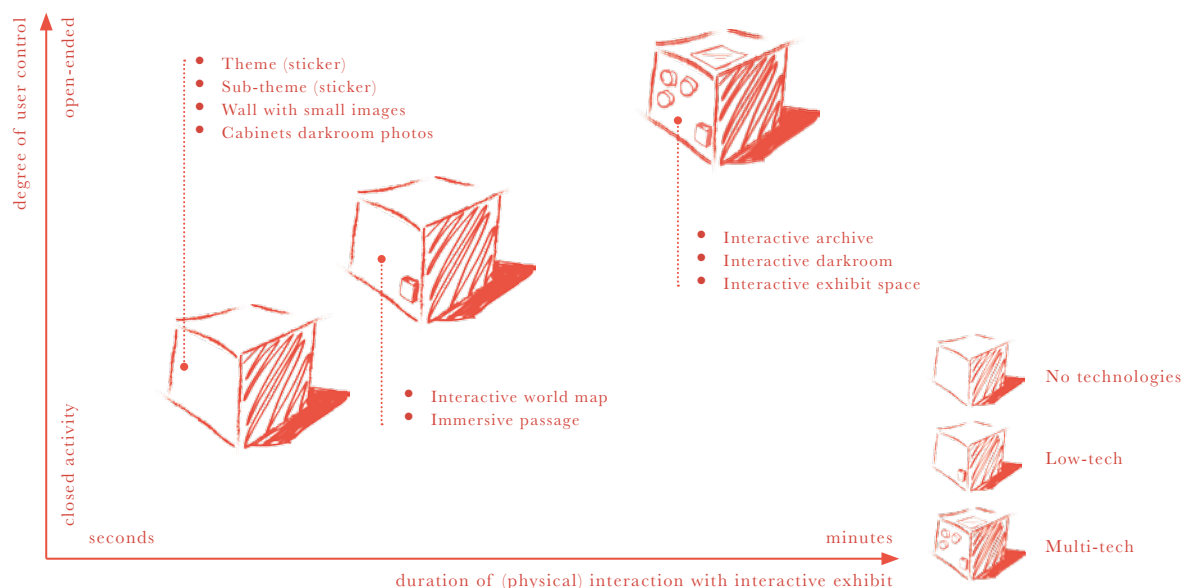 degree of user control
open-ended
closed activity
Theme (sticker)
Sub-theme (sticker)
Wall with small images
Cabinets darkroom photos
Interactive archive
Interactive darkroom
Interactive exhibit space
Interactive world map
Immersive passage
No technologies
Low-tech
Multi-tech
seconds
minutes
duration of (physical) interaction with interactive exhibit